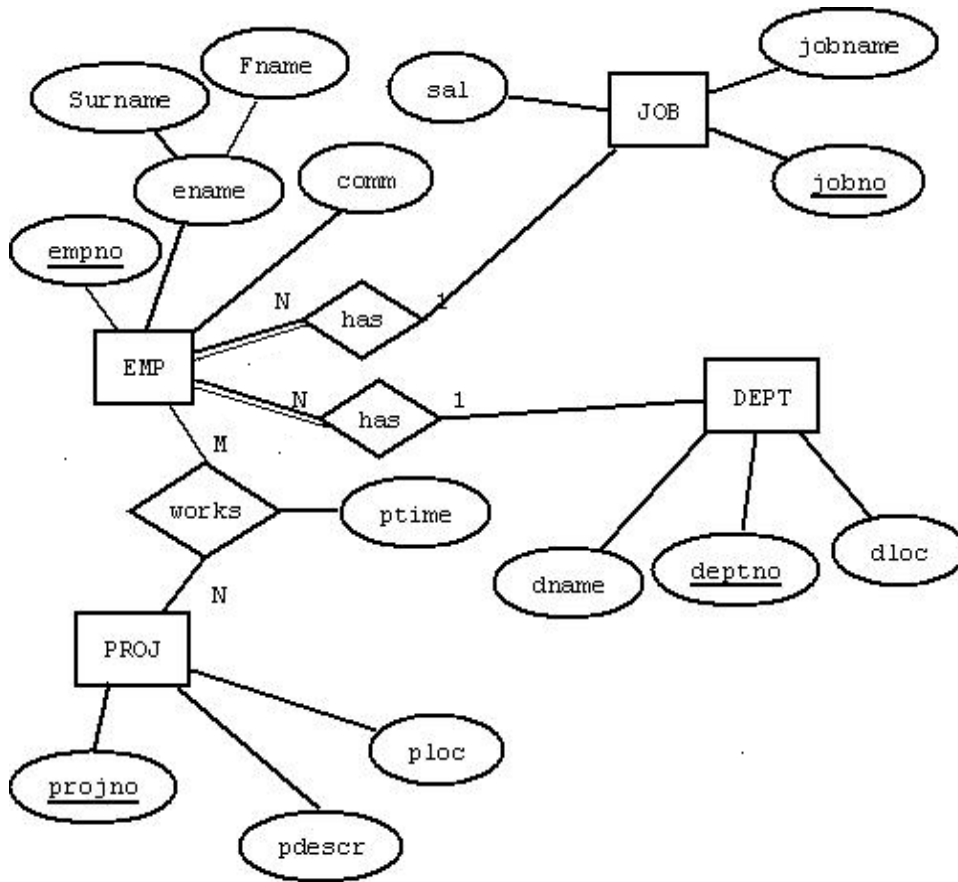 Fname
jobname
Surname
sal
JOB
ename
comm
jobno
empno
N
1
has
EMP
N
1
DEPT
has
M
works
ptime
dloc
dname
deptno
N
PROJ
ploc
projno
pdescr